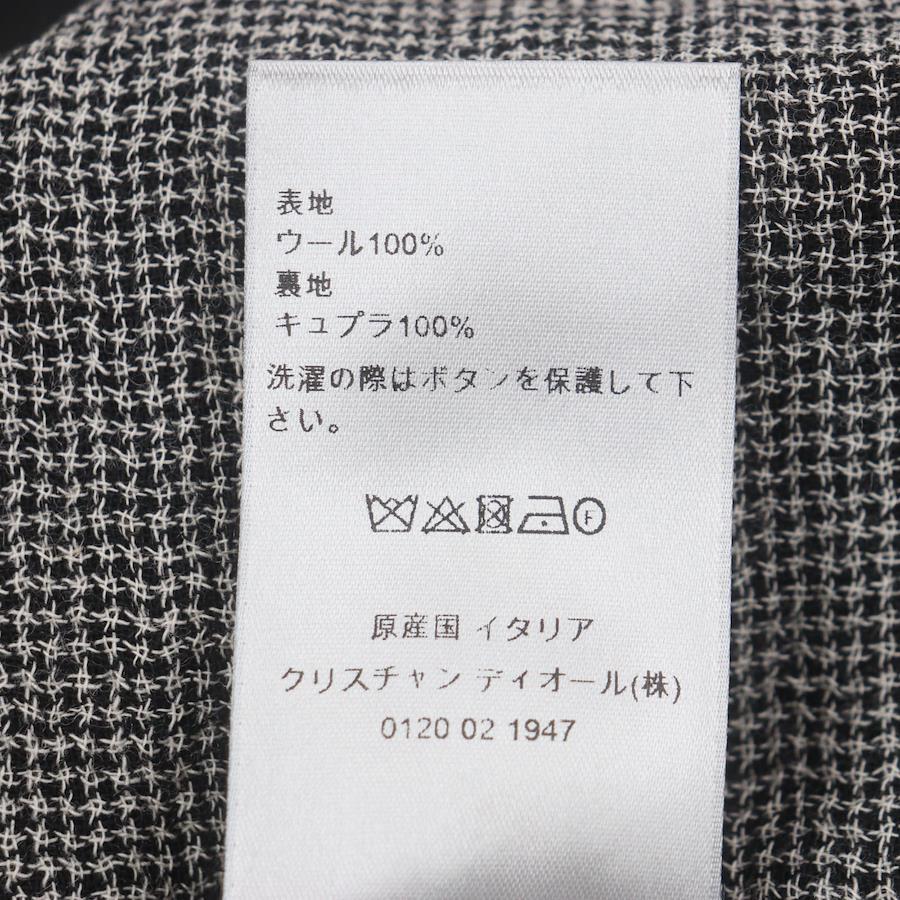 表地
ウール100%
裏地
キュプラ100%
洗濯の際はボタンを保護して下
さい。
F
原産国 イタリア
クリスチャン ディオール(株)
0120 02 1947